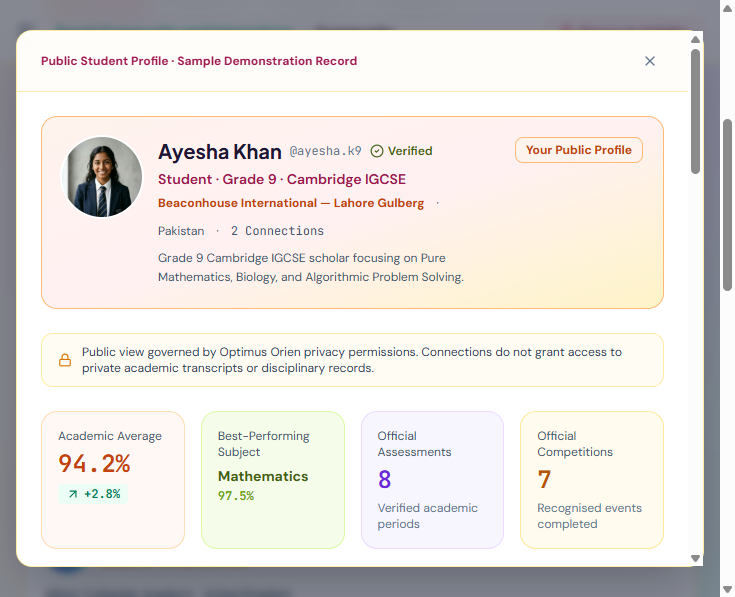 Public Student Profile · Sample Demonstration Record
Ayesha Khan @ayesha.k9 Verified
Your Public Profile
Student · Grade 9 · Cambridge IGCSE
Beaconhouse International — Lahore Gulberg ·
Pakistan · 2 Connections
Grade 9 Cambridge IGCSE scholar focusing on Pure
Mathematics, Biology, and Algorithmic Problem Solving.
Public view governed by Optimus Orien privacy permissions. Connections do not grant access to
private academic transcripts or disciplinary records.
Academic Average
94.2%
↗ +2.8%
Best-Performing
Subject
Mathematics
97.5%
Official
Assessments
8
Verified academic
periods
Official
Competitions
7
Recognised events
completed